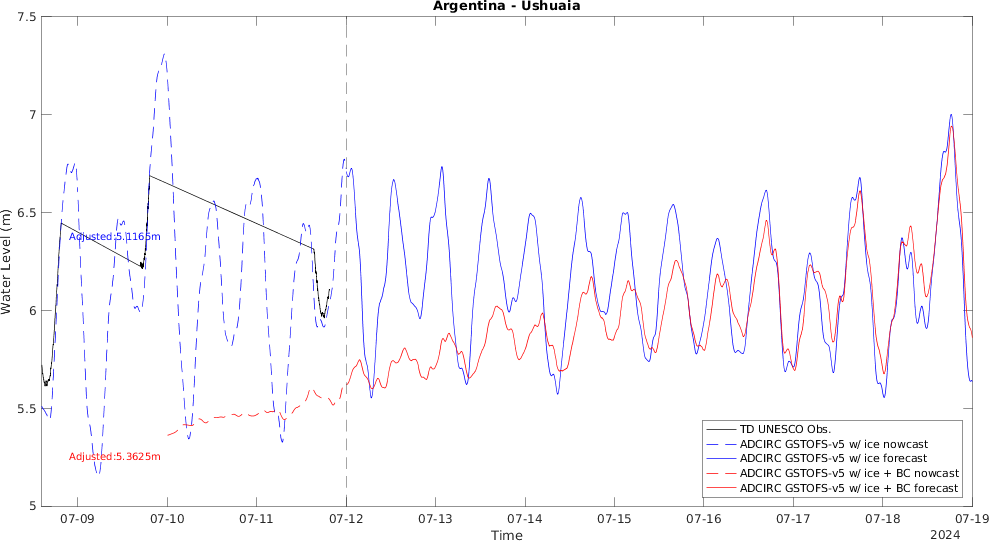 Argentina - Ushuaia
7.5
7
6.5
6
5.5
5
Water Level (m)
Adjusted:5.1165m
Adjusted:5.3625m
TD UNESCO Obs.
ADCIRC GSTOFS-v5 w/ ice nowcast
ADCIRC GSTOFS-v5 w/ ice forecast
ADCIRC GSTOFS-v5 w/ ice + BC nowcast
ADCIRC GSTOFS-v5 w/ ice + BC forecast
07-09 07-10 07-11 07-12 07-13 07-14 07-15 07-16 07-17 07-18 07-19
Time
2024